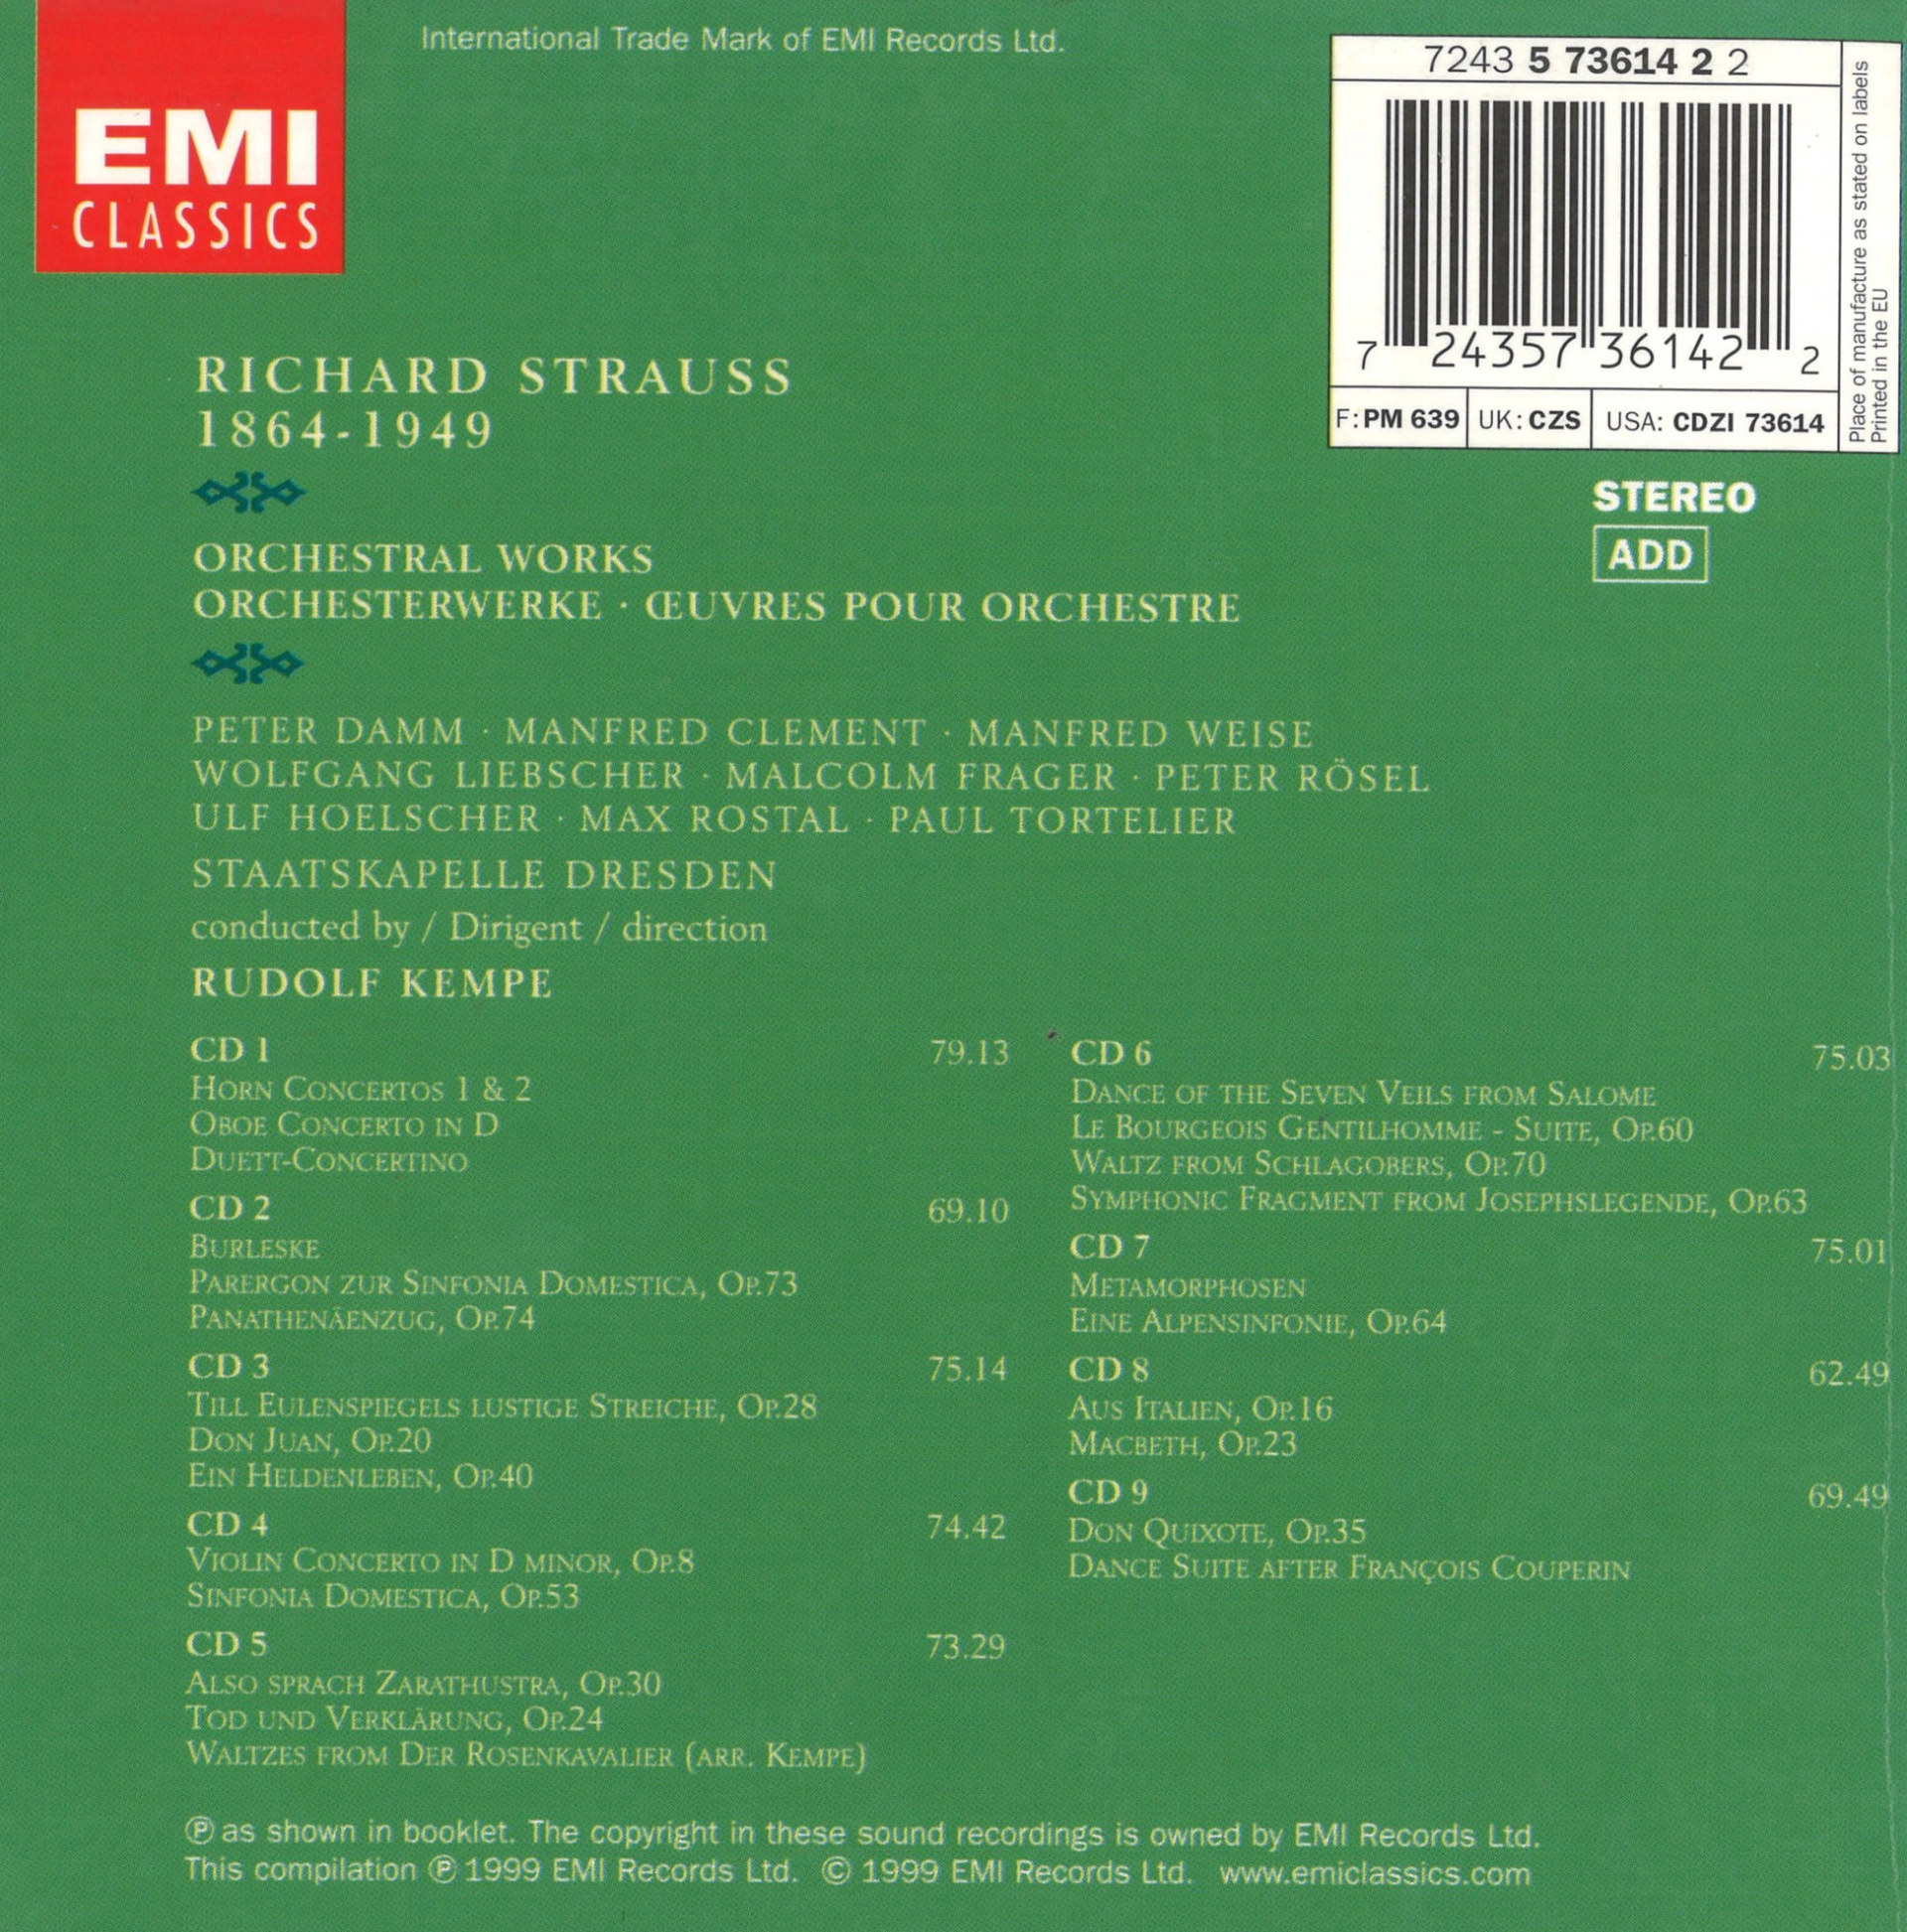 International Trade Mark of EMI Records Ltd.
EMI
CLASSICS
7243 5 73614 2 2
7 24357 36142 2
F: PM 639 UK: CZS USA: CDZI 73614
Place of manufacture as stated on labels
Printed in the EU
STEREO
ADD
RICHARD STRAUSS
1864-1949
ORCHESTRAL WORKS
ORCHESTERWERKE · ŒUVRES POUR ORCHESTRE
PETER DAMM · MANFRED CLEMENT · MANFRED WEISE
WOLFGANG LIEBSCHER · MALCOLM FRAGER · PETER RÖSEL
ULF HOELSCHER · MAX ROSTAL · PAUL TORTELIER
STAATSKAPELLE DRESDEN
conducted by / Dirigent / direction
RUDOLF KEMPE
CD 1 79.13
HORN CONCERTOS 1 & 2
OBOE CONCERTO IN D
DUETT-CONCERTINO
CD 2 69.10
BURLESKE
PARERGON ZUR SINFONIA DOMESTICA, OP.73
PANATHENÄENZUG, OP.74
CD 3 75.14
TILL EULENSPIEGELS LUSTIGE STREICHE, OP.28
DON JUAN, OP.20
EIN HELDENLEBEN, OP.40
CD 4 74.42
VIOLIN CONCERTO IN D MINOR, OP.8
SINFONIA DOMESTICA, OP.53
CD 5 73.29
ALSO SPRACH ZARATHUSTRA, OP.30
TOD UND VERKLÄRUNG, OP.24
WALTZES FROM DER ROSENKAVALIER (ARR. KEMPE)
CD 6 75.03
DANCE OF THE SEVEN VEILS FROM SALOME
LE BOURGEOIS GENTILHOMME - SUITE, OP.60
WALTZ FROM SCHLAGOBERS, OP.70
SYMPHONIC FRAGMENT FROM JOSEPHSLEGENDE, OP.63
CD 7 75.01
METAMORPHOSEN
EINE ALPENSINFONIE, OP.64
CD 8 62.49
AUS ITALIEN, OP.16
MACBETH, OP.23
CD 9 69.49
DON QUIXOTE, OP.35
DANCE SUITE AFTER FRANÇOIS COUPERIN
℗ as shown in booklet. The copyright in these sound recordings is owned by EMI Records Ltd.
This compilation ℗ 1999 EMI Records Ltd. © 1999 EMI Records Ltd. www.emiclassics.com